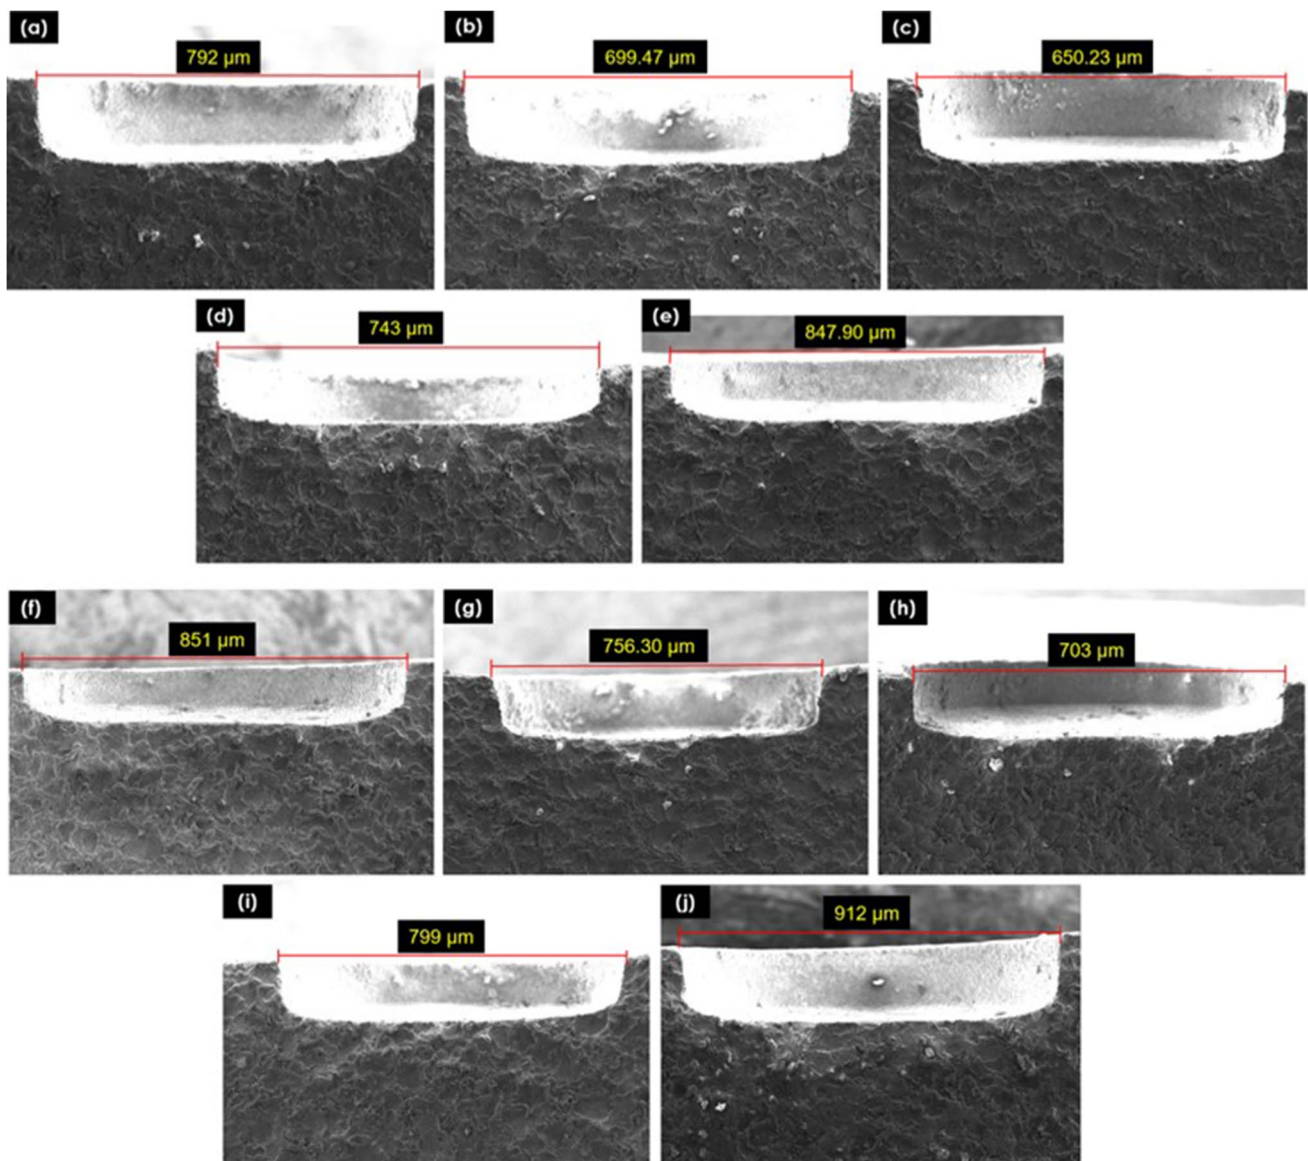 (a)
792 µm
(b)
699.47 µm
(c)
650.23 µm
(d)
743 µm
(e)
847.90 µm
(f)
851 µm
(g)
756.30 µm
(h)
703 µm
(i)
799 µm
(j)
912 µm